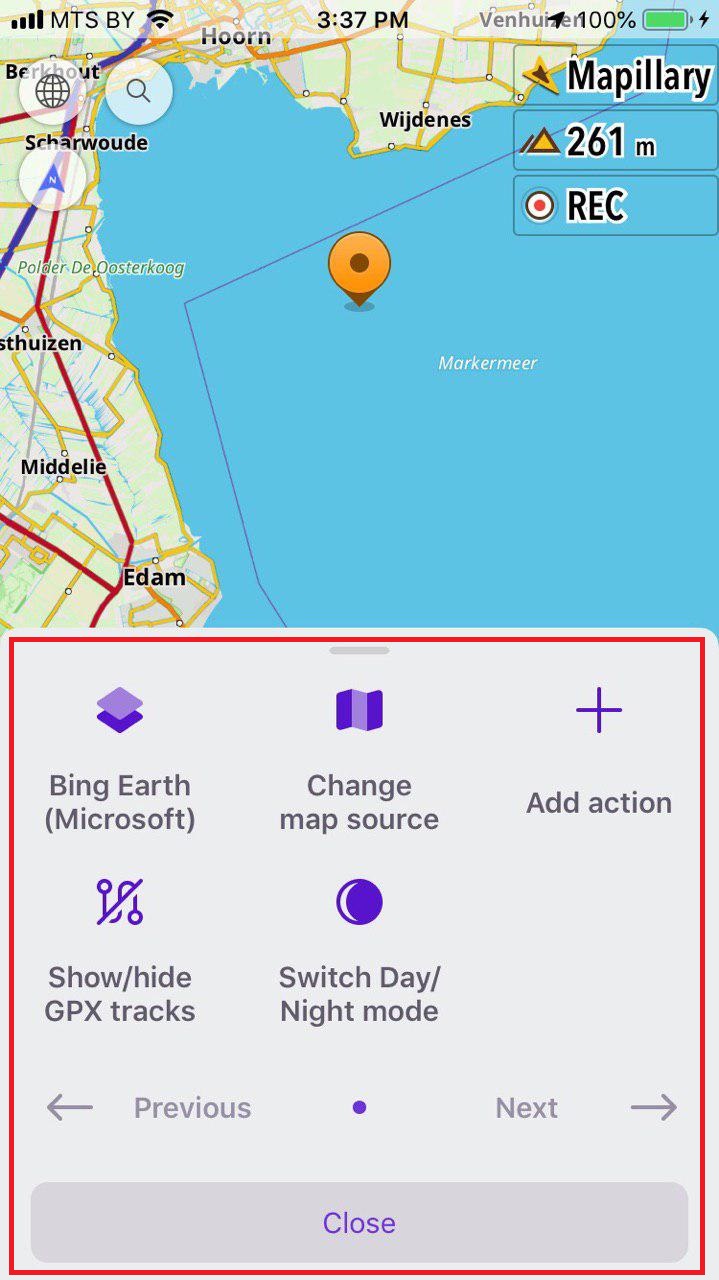 MTS BY
3:37 PM
Venhuizen
100%
Hoorn
Berkhout
Mapillary
Wijdenes
Scharwoude
261 m
N
REC
Polder De Oosterkoog
sthuizen
Markermeer
Middelie
Edam
Bing Earth
(Microsoft)
Change
map source
Add action
Show/hide
GPX tracks
Switch Day/
Night mode
Previous
Next
Close